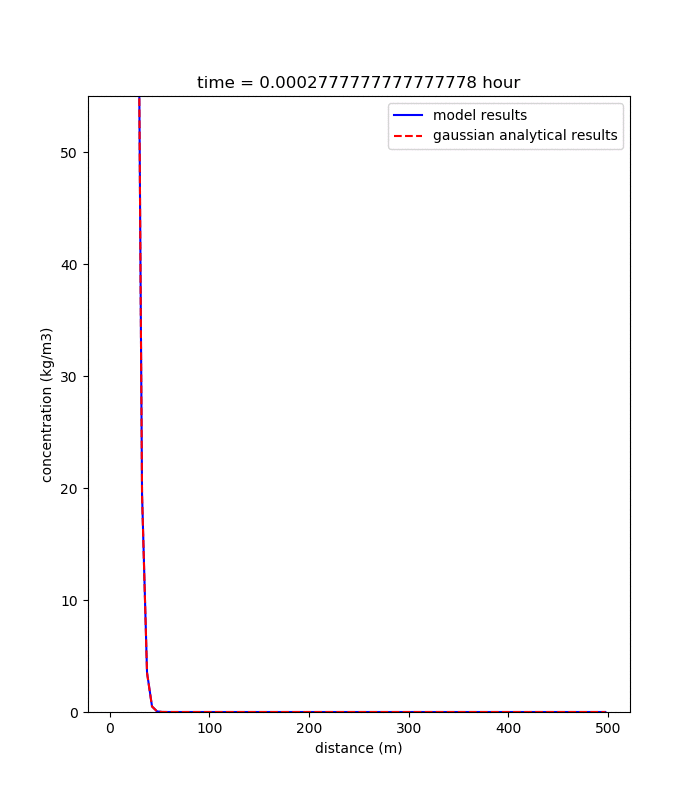 time = 0.0002777777777777778 hour
model results
gaussian analytical results
concentration (kg/m3)
50
40
30
20
10
0
0 100 200 300 400 500
distance (m)